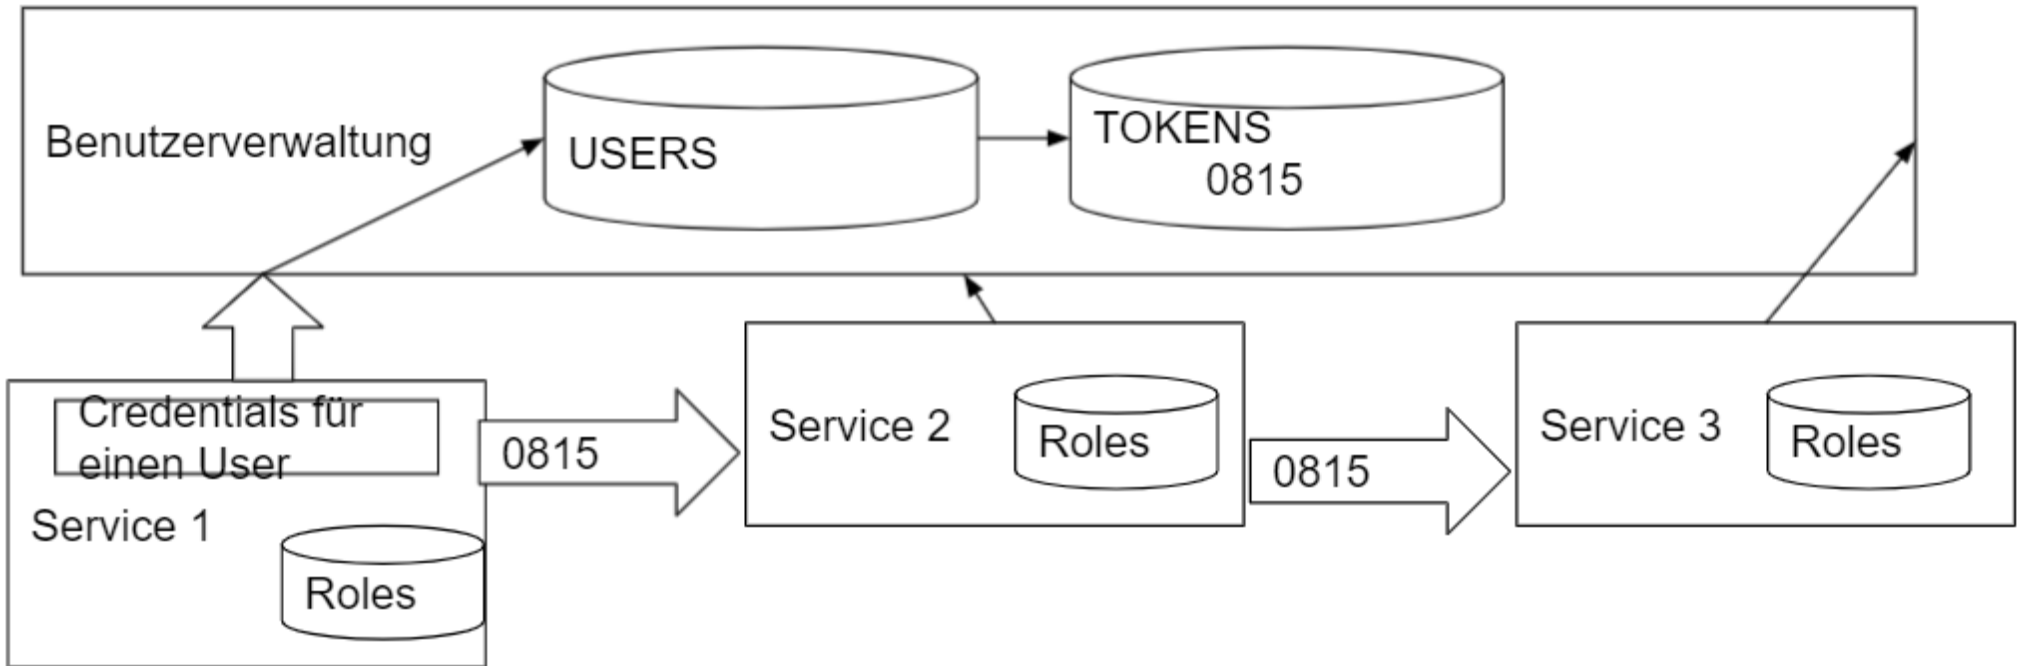 Benutzerverwaltung
USERS
TOKENS
0815
Credentials für
einen User
Service 1
Roles
0815
Service 2
Roles
0815
Service 3
Roles